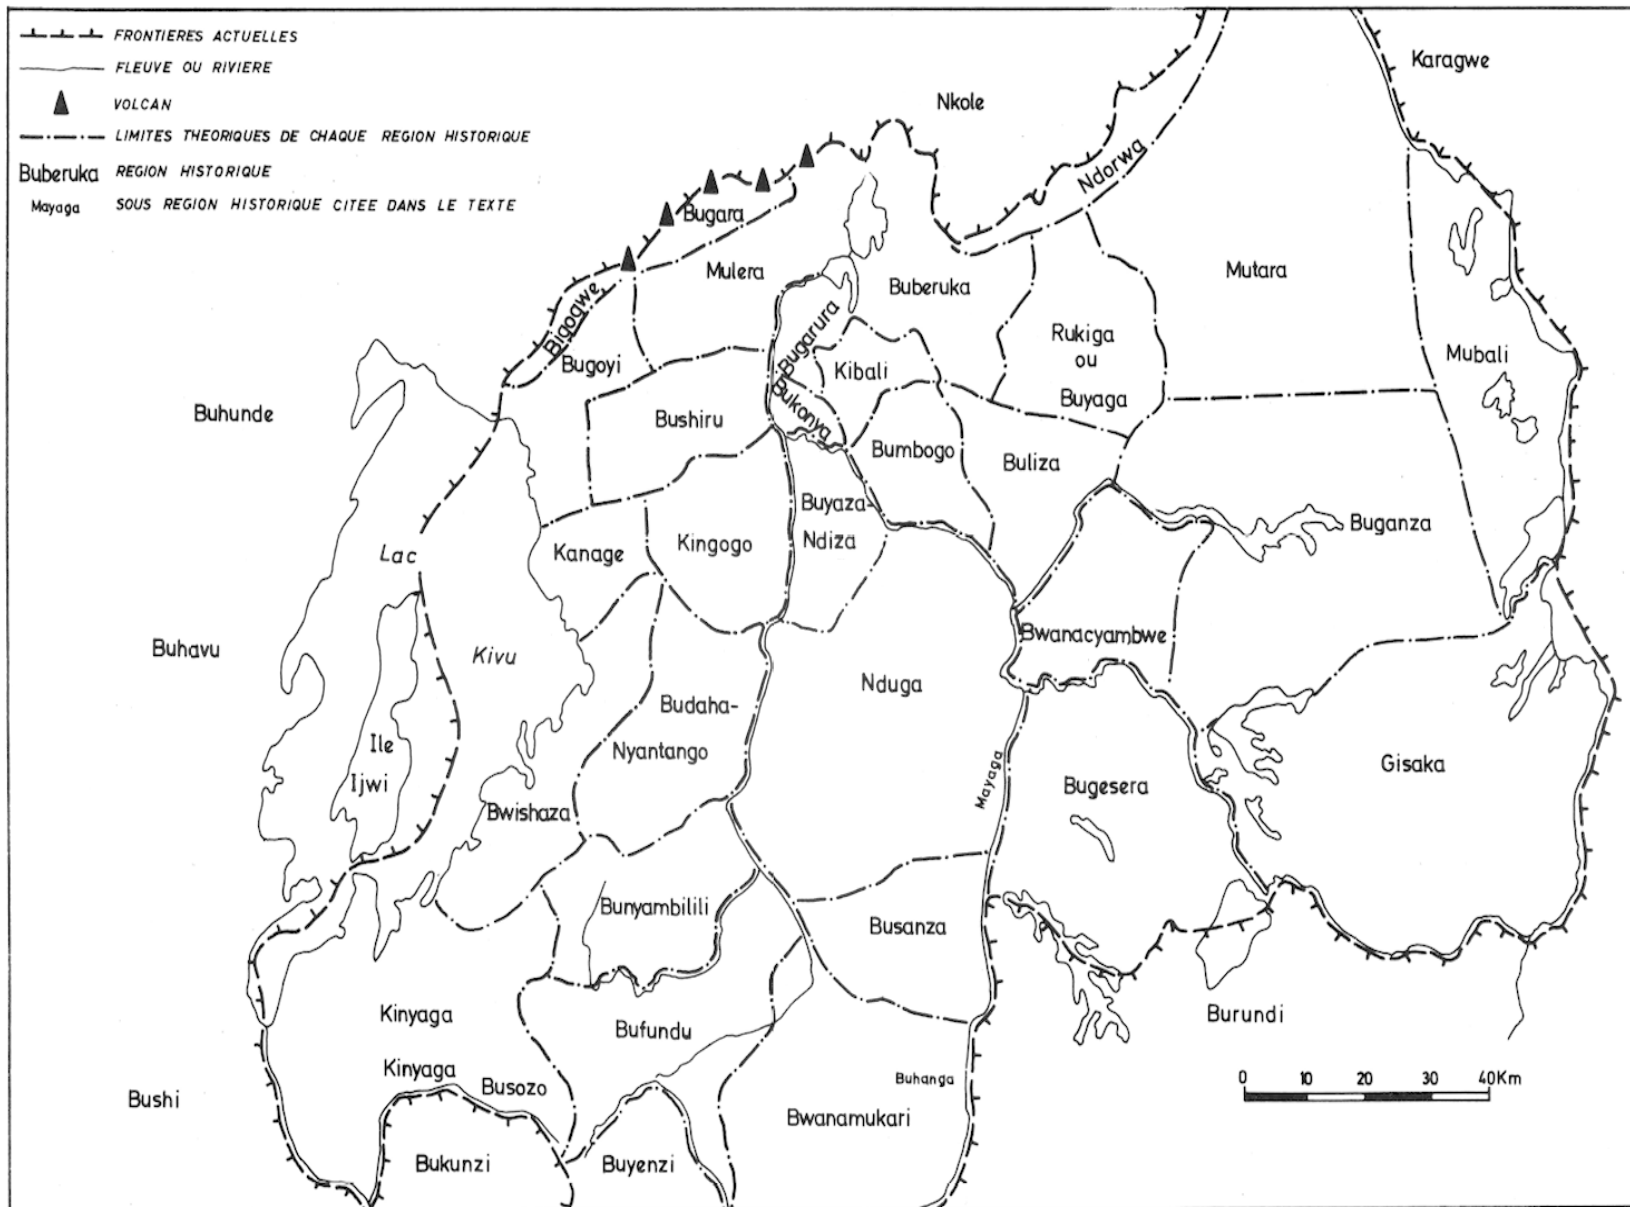 FRONTIERES ACTUELLES
FLEUVE OU RIVIERE
VOLCAN
LIMITES THEORIQUES DE CHAQUE REGION HISTORIQUE
Buberuka REGION HISTORIQUE
Mayaga SOUS REGION HISTORIQUE CITEE DANS LE TEXTE
Karagwe
Nkole
Ndorwa
Bugara
Mulera
Buberuka
Mutara
Bigogwe
Bugarura
Rukiga
ou
Buyaga
Mubali
Bugoyi
Kibali
Bukonya
Buhunde
Bushiru
Bumbogo
Buliza
Buyaza-
Ndiza
Buganza
Lac
Kanage
Kingogo
Bwanacyambwe
Buhavu
Kivu
Nduga
Budaha-
Nyantango
Ile
Ijwi
Mayaga
Bugesera
Gisaka
Bwishaza
Bunyambilili
Busanza
Kinyaga
Bufundu
Burundi
Kinyaga
Busozo
Buhanga
0 10 20 30 40Km
Bushi
Bwanamukari
Bukunzi
Buyenzi